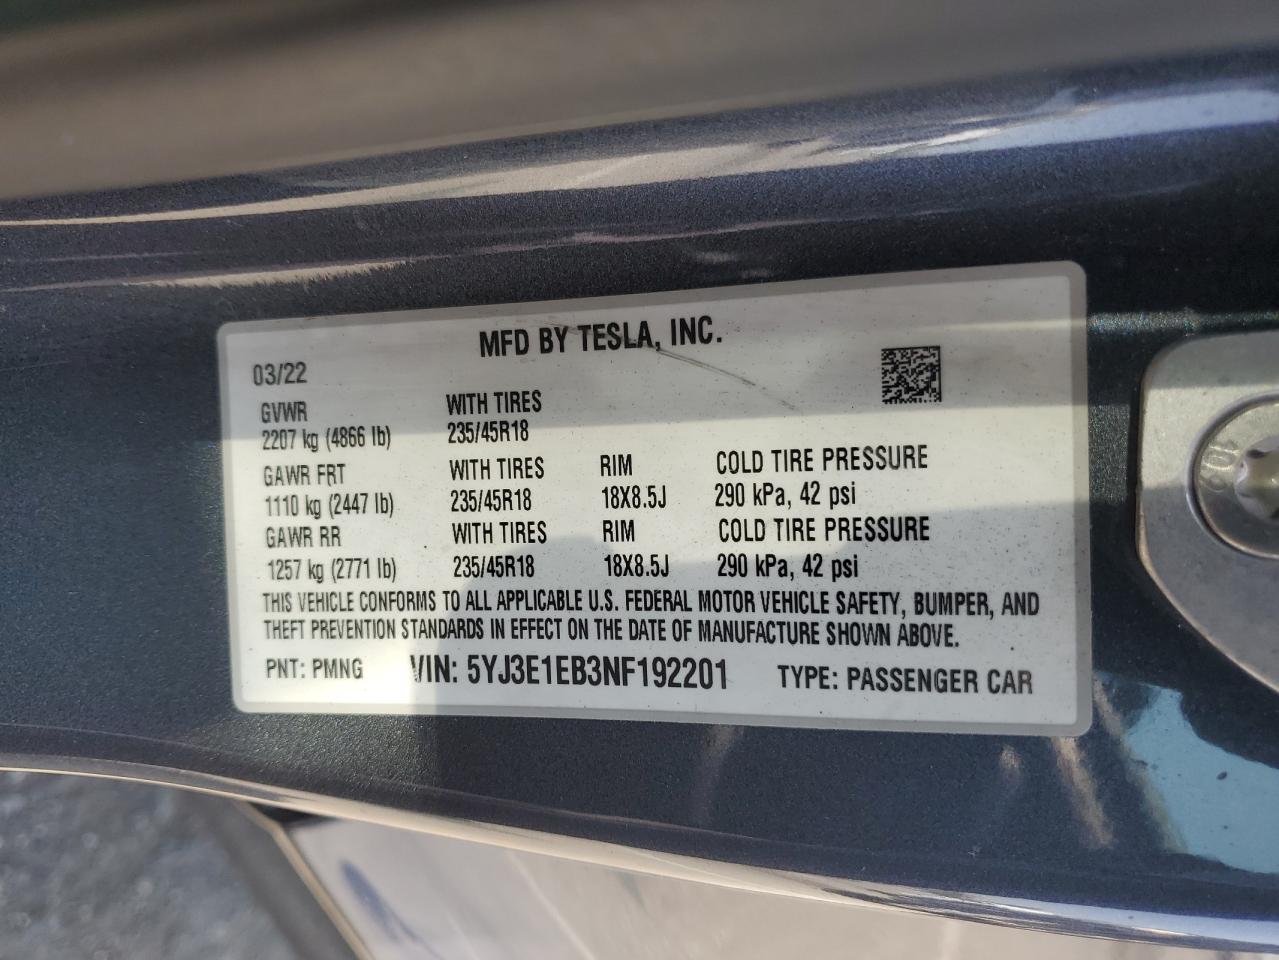 MFD BY TESLA, INC.
03/22
GVWR WITH TIRES
2207 kg (4866 lb) 235/45R18
GAWR FRT WITH TIRES RIM COLD TIRE PRESSURE
1110 kg (2447 lb) 235/45R18 18X8.5J 290 kPa, 42 psi
GAWR RR WITH TIRES RIM COLD TIRE PRESSURE
1257 kg (2771 lb) 235/45R18 18X8.5J 290 kPa, 42 psi
THIS VEHICLE CONFORMS TO ALL APPLICABLE U.S. FEDERAL MOTOR VEHICLE SAFETY, BUMPER, AND
THEFT PREVENTION STANDARDS IN EFFECT ON THE DATE OF MANUFACTURE SHOWN ABOVE.
PNT: PMNG VIN: 5YJ3E1EB3NF192201 TYPE: PASSENGER CAR